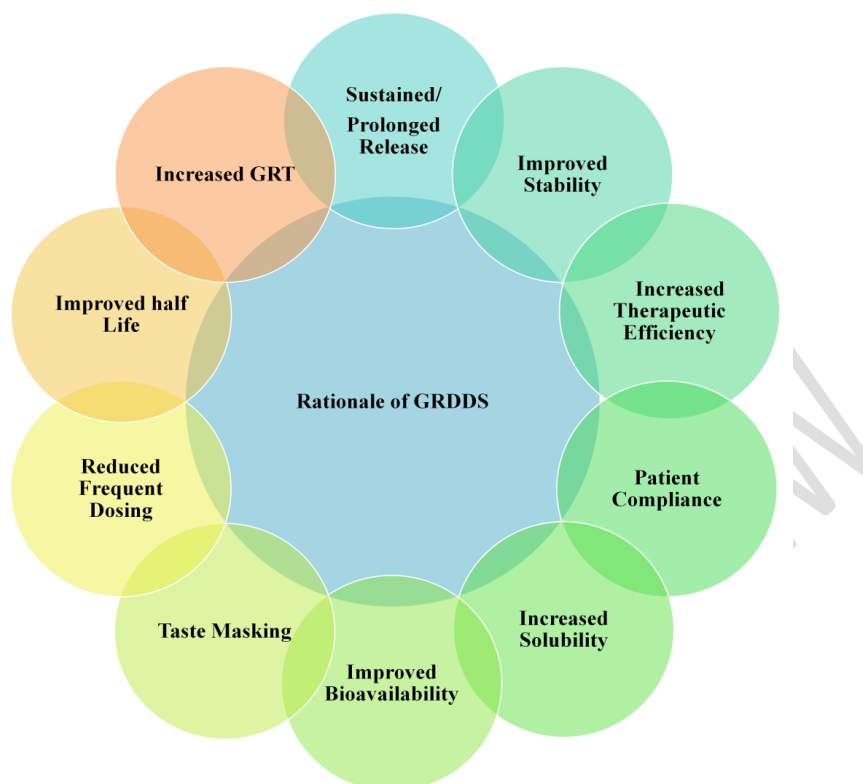 Sustained/
Prolonged
Release
Improved
Stability
Increased
Therapeutic
Efficiency
Patient
Compliance
Increased
Solubility
Improved
Bioavailability
Taste Masking
Reduced
Frequent
Dosing
Improved half
Life
Increased GRT
Rationale of GRDDS